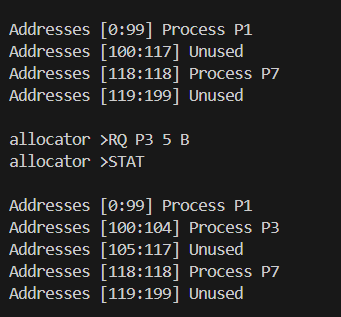 Addresses [0:99] Process P1
Addresses [100:117] Unused
Addresses [118:118] Process P7
Addresses [119:199] Unused
allocator >RQ P3 5 B
allocator >STAT
Addresses [0:99] Process P1
Addresses [100:104] Process P3
Addresses [105:117] Unused
Addresses [118:118] Process P7
Addresses [119:199] Unused